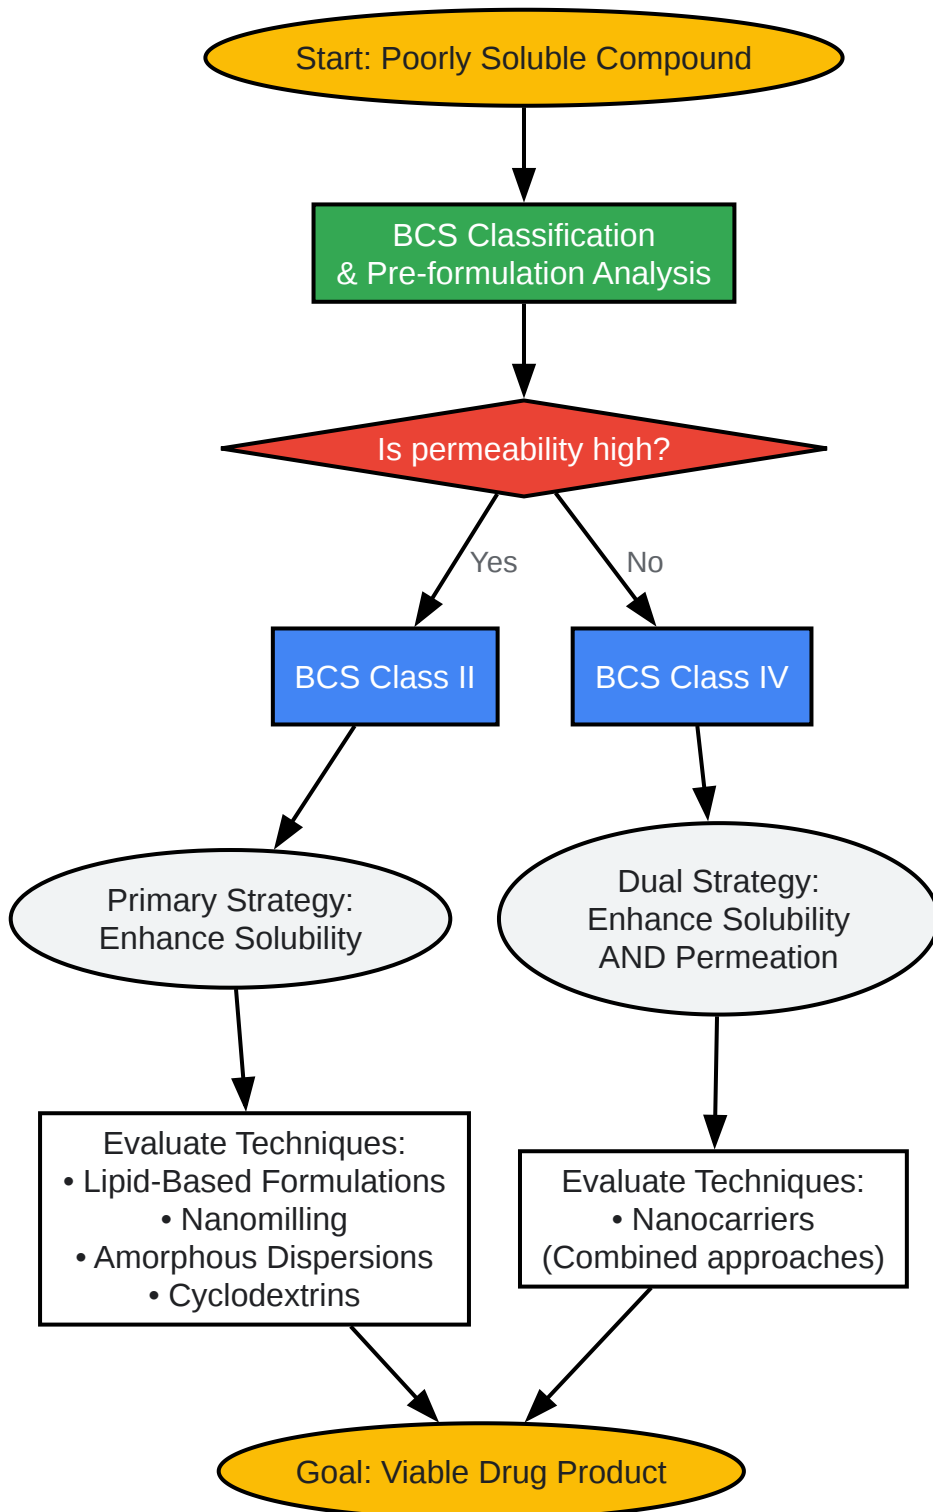 Start: Poorly Soluble Compound
BCS Classification
& Pre-formulation Analysis
Is permeability high?
Yes
No
BCS Class II
BCS Class IV
Primary Strategy:
Enhance Solubility
Dual Strategy:
Enhance Solubility
AND Permeation
Evaluate Techniques:
• Lipid-Based Formulations
• Nanomilling
• Amorphous Dispersions
• Cyclodextrins
Evaluate Techniques:
• Nanocarriers
(Combined approaches)
Goal: Viable Drug Product